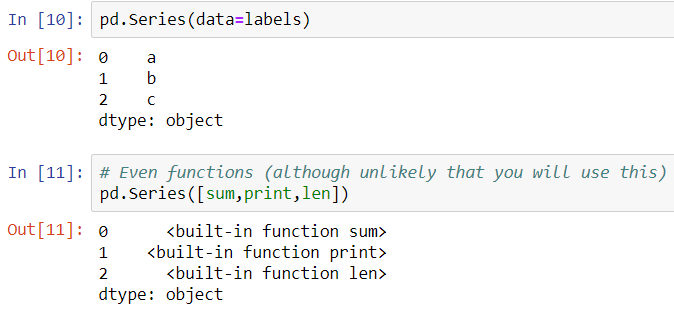 In [10]: pd.Series(data=labels)
Out[10]: 0    a
1    b
2    c
dtype: object
In [11]: # Even functions (although unlikely that you will use this)
pd.Series([sum,print,len])
Out[11]: 0      <built-in function sum>
1    <built-in function print>
2      <built-in function len>
dtype: object